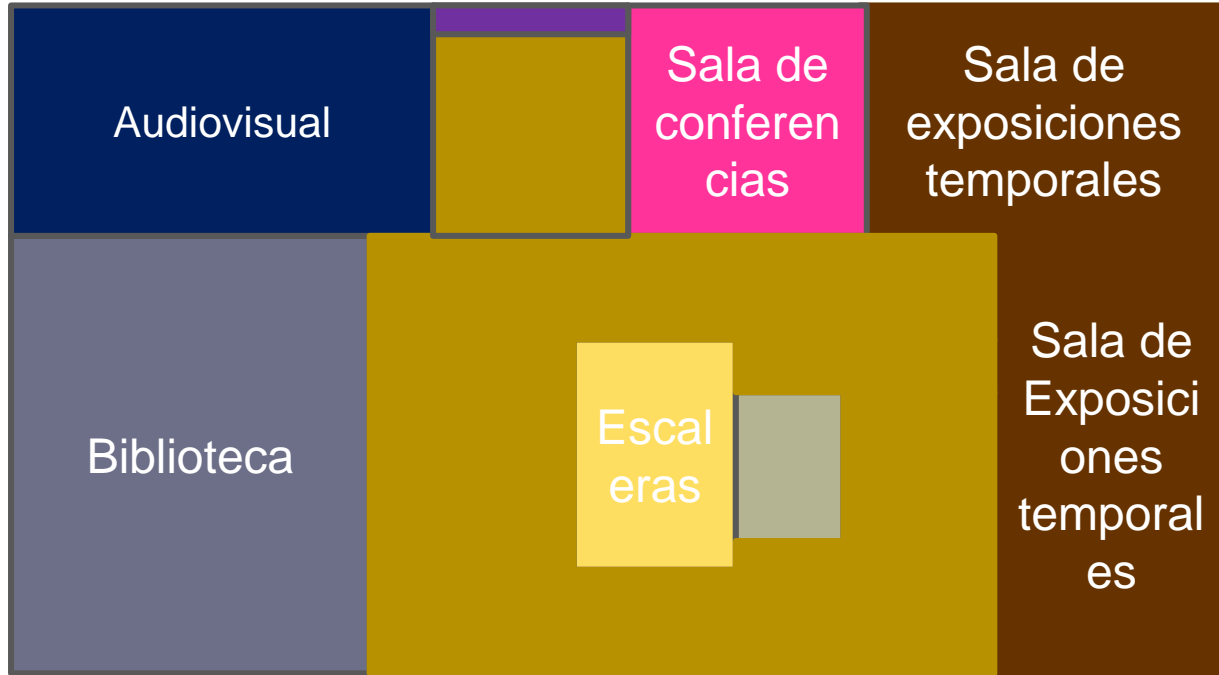 Audiovisual
Sala de
conferen
cias
Sala de
exposiciones
temporales
Biblioteca
Escal
eras
Sala de
Exposici
ones
temporal
es